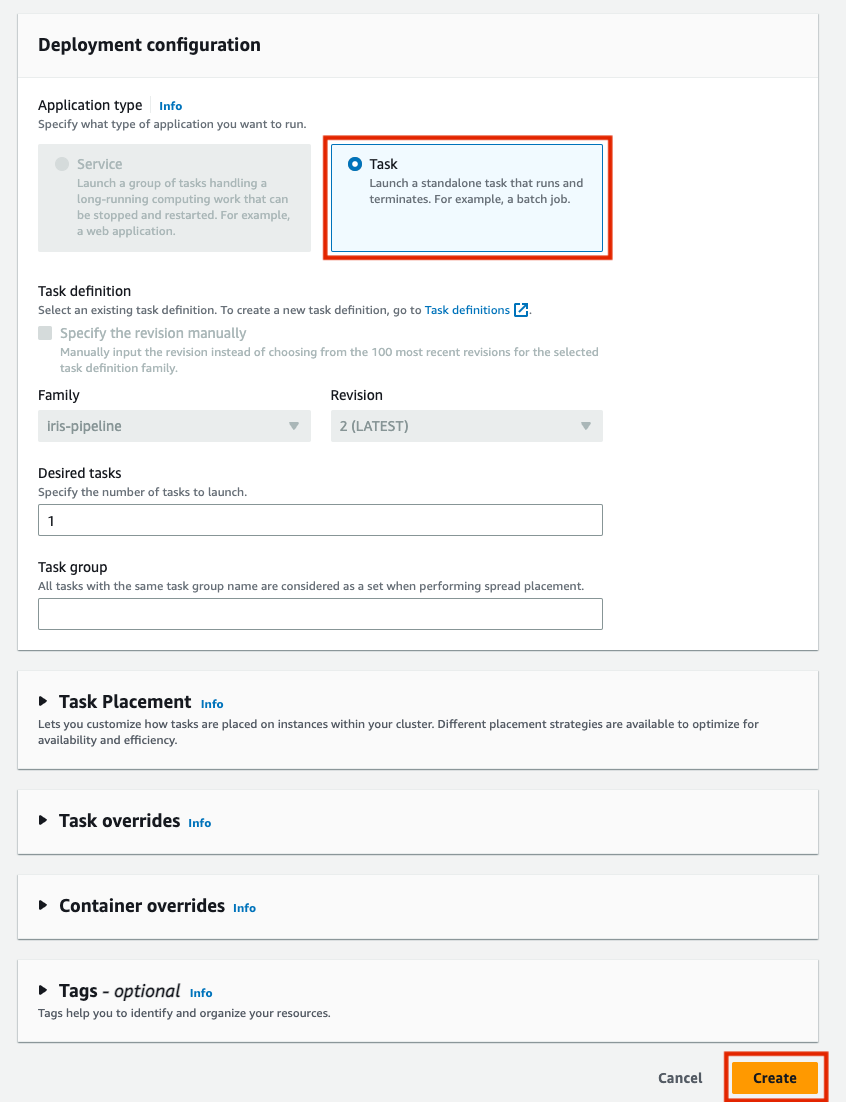 Deployment configuration
Application type Info
Specify what type of application you want to run.
Service
Launch a group of tasks handling a
long-running computing work that can
be stopped and restarted. For example,
a web application.
Task
Launch a standalone task that runs and
terminates. For example, a batch job.
Task definition
Select an existing task definition. To create a new task definition, go to Task definitions.
Specify the revision manually
Manually input the revision instead of choosing from the 100 most recent revisions for the selected
task definition family.
Family Revision
iris-pipeline 2 (LATEST)
Desired tasks
Specify the number of tasks to launch.
1
Task group
All tasks with the same task group name are considered as a set when performing spread placement.
Task Placement Info
Lets you customize how tasks are placed on instances within your cluster. Different placement strategies are available to optimize for
availability and efficiency.
Task overrides Info
Container overrides Info
Tags - optional Info
Tags help you to identify and organize your resources.
Cancel Create